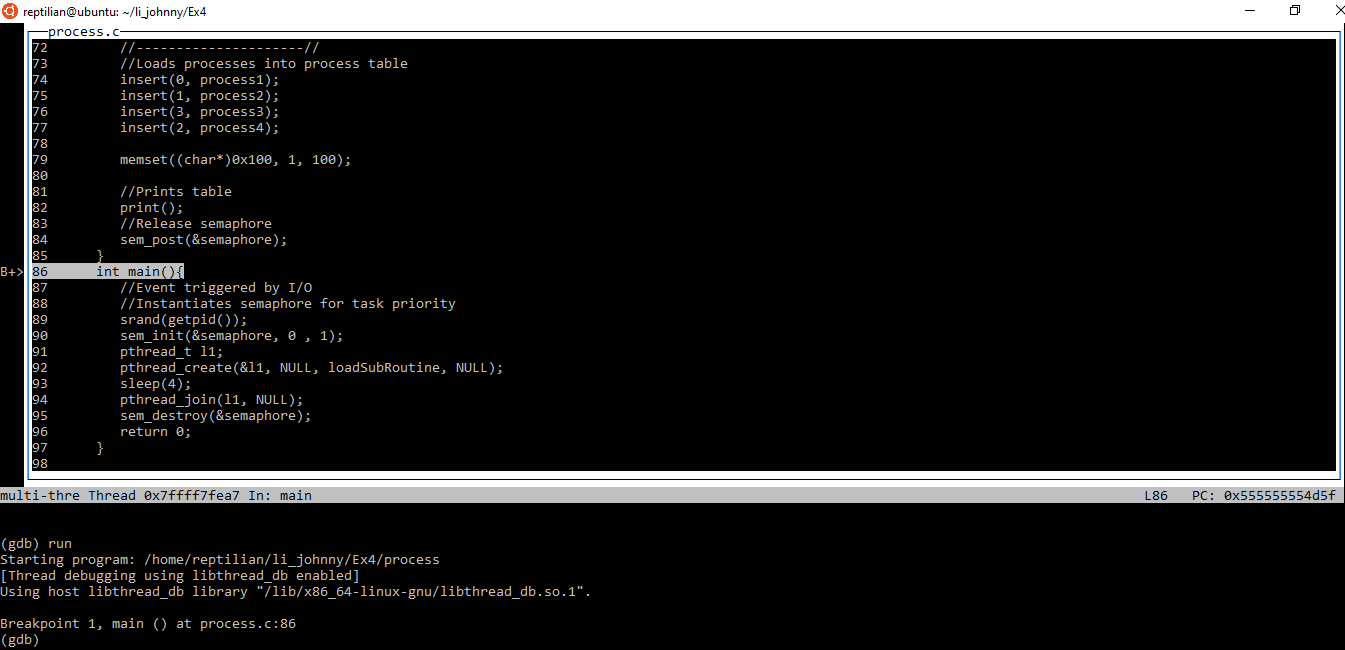 reptilian@ubuntu: ~/li_johnny/Ex4
process.c
72 //---------------------//
73 //Loads processes into process table
74 insert(0, process1);
75 insert(1, process2);
76 insert(3, process3);
77 insert(2, process4);
78
79 memset((char*)0x100, 1, 100);
80
81 //Prints table
82 print();
83 //Release semaphore
84 sem_post(&semaphore);
85 }
B+> 86 int main(){
87 //Event triggered by I/O
88 //Instantiates semaphore for task priority
89 srand(getpid());
90 sem_init(&semaphore, 0 , 1);
91 pthread_t l1;
92 pthread_create(&l1, NULL, loadSubRoutine, NULL);
93 sleep(4);
94 pthread_join(l1, NULL);
95 sem_destroy(&semaphore);
96 return 0;
97 }
98
multi-thre Thread 0x7ffff7fea7 In: main L86 PC: 0x555555554d5f
(gdb) run
Starting program: /home/reptilian/li_johnny/Ex4/process
[Thread debugging using libthread_db enabled]
Using host libthread_db library "/lib/x86_64-linux-gnu/libthread_db.so.1".
Breakpoint 1, main () at process.c:86
(gdb)